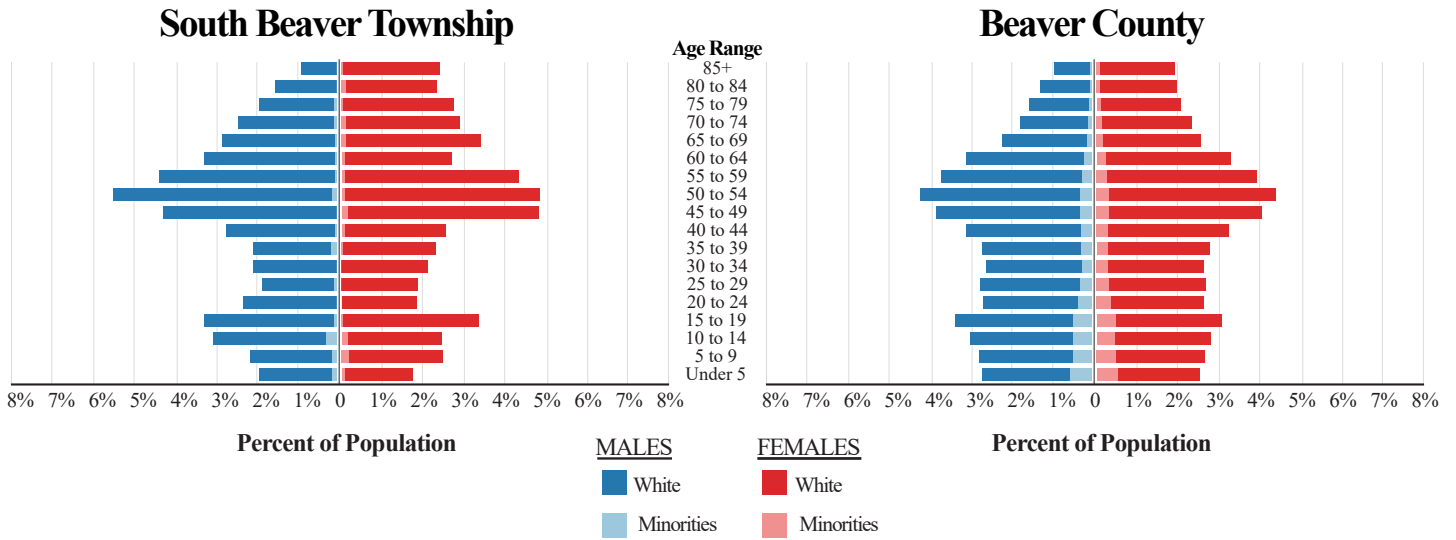 South Beaver Township
Beaver County
Age Range
85+
80 to 84
75 to 79
70 to 74
65 to 69
60 to 64
55 to 59
50 to 54
45 to 49
40 to 44
35 to 39
30 to 34
25 to 29
20 to 24
15 to 19
10 to 14
5 to 9
Under 5
8% 7% 6% 5% 4% 3% 2% 1% 0 1% 2% 3% 4% 5% 6% 7% 8%
8% 7% 6% 5% 4% 3% 2% 1% 0 1% 2% 3% 4% 5% 6% 7% 8%
Percent of Population
Percent of Population
MALES
White
Minorities
FEMALES
White
Minorities